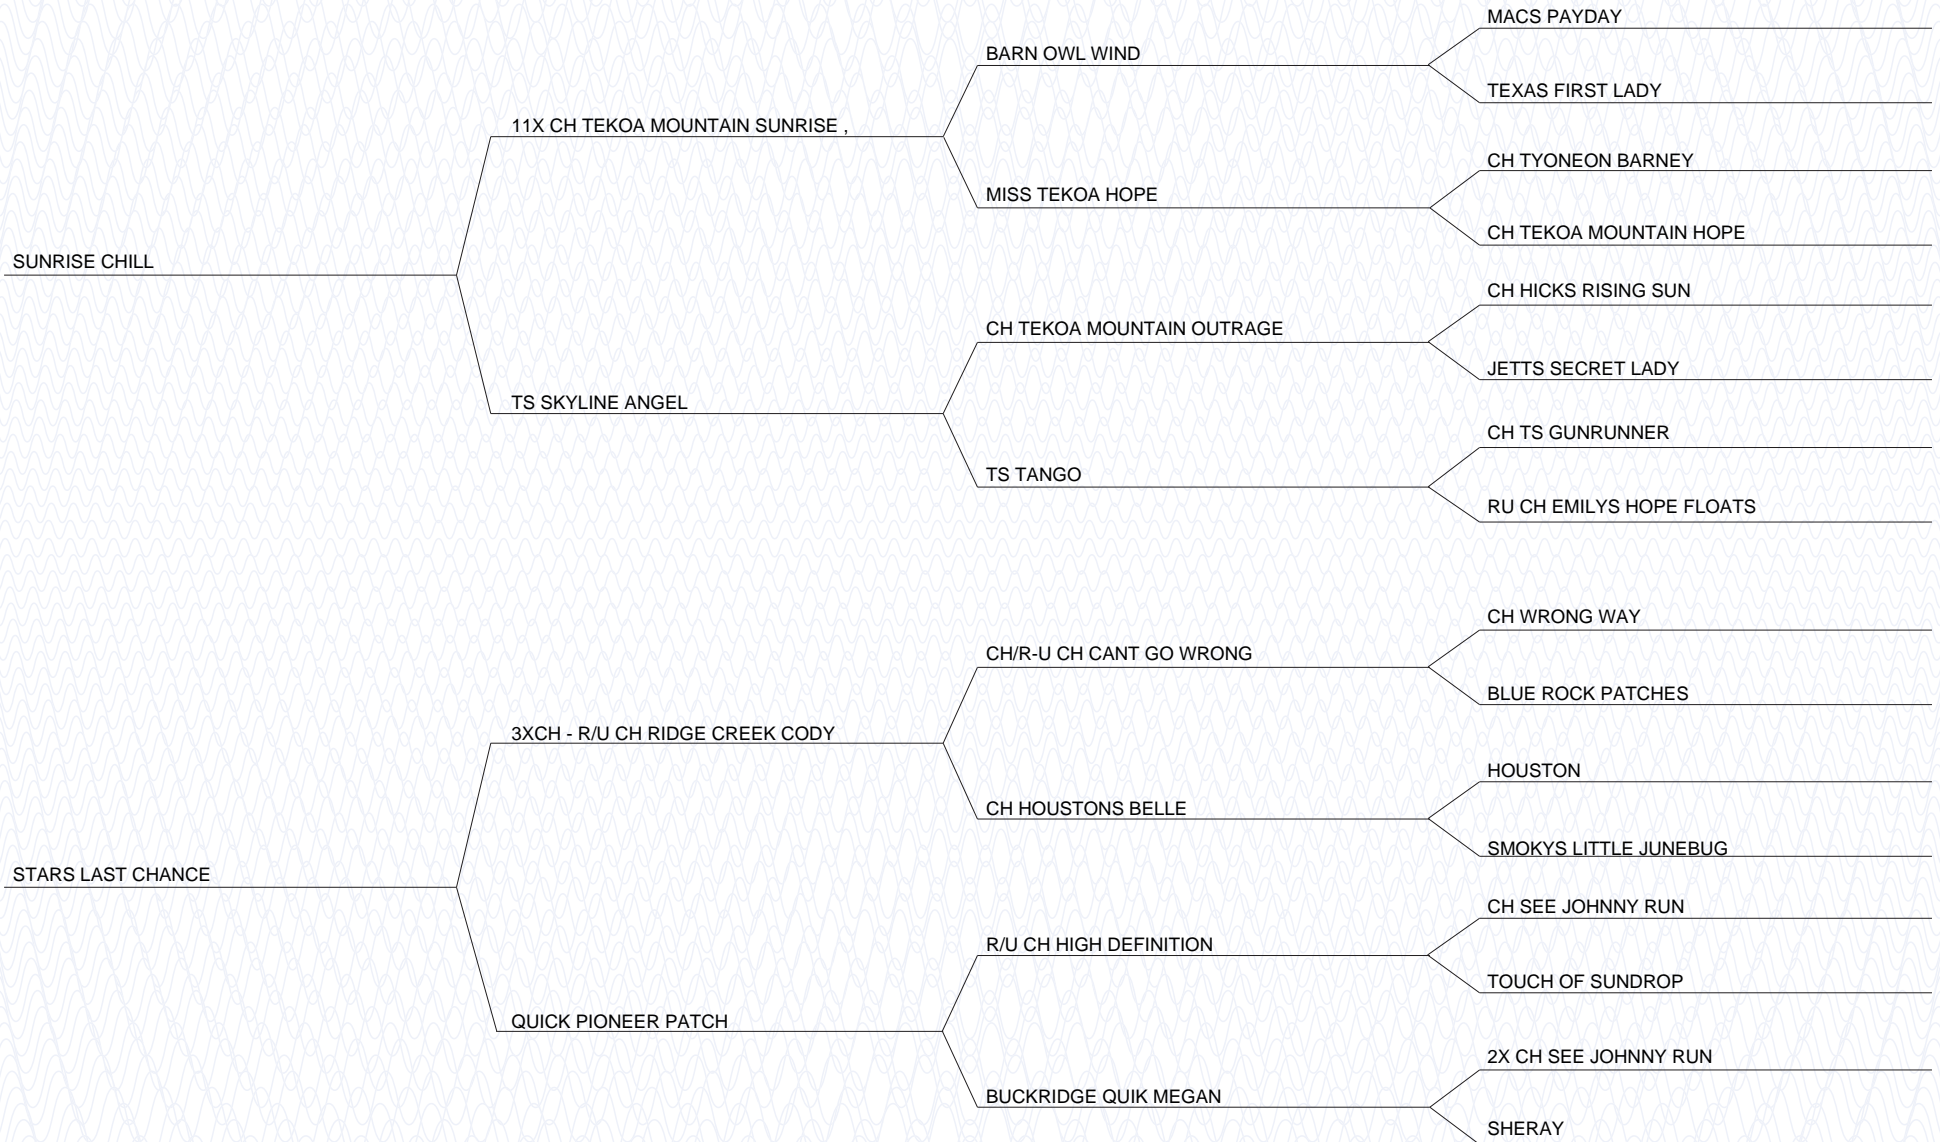 MACS PAYDAY
BARN OWL WIND
TEXAS FIRST LADY
11X CH TEKOA MOUNTAIN SUNRISE ,
CH TYONEON BARNEY
MISS TEKOA HOPE
CH TEKOA MOUNTAIN HOPE
SUNRISE CHILL
CH HICKS RISING SUN
CH TEKOA MOUNTAIN OUTRAGE
JETTS SECRET LADY
TS SKYLINE ANGEL
CH TS GUNRUNNER
TS TANGO
RU CH EMILYS HOPE FLOATS
CH WRONG WAY
CH/R-U CH CANT GO WRONG
BLUE ROCK PATCHES
3XCH - R/U CH RIDGE CREEK CODY
HOUSTON
CH HOUSTONS BELLE
SMOKYS LITTLE JUNEBUG
STARS LAST CHANCE
CH SEE JOHNNY RUN
R/U CH HIGH DEFINITION
TOUCH OF SUNDROP
QUICK PIONEER PATCH
2X CH SEE JOHNNY RUN
BUCKRIDGE QUIK MEGAN
SHERAY